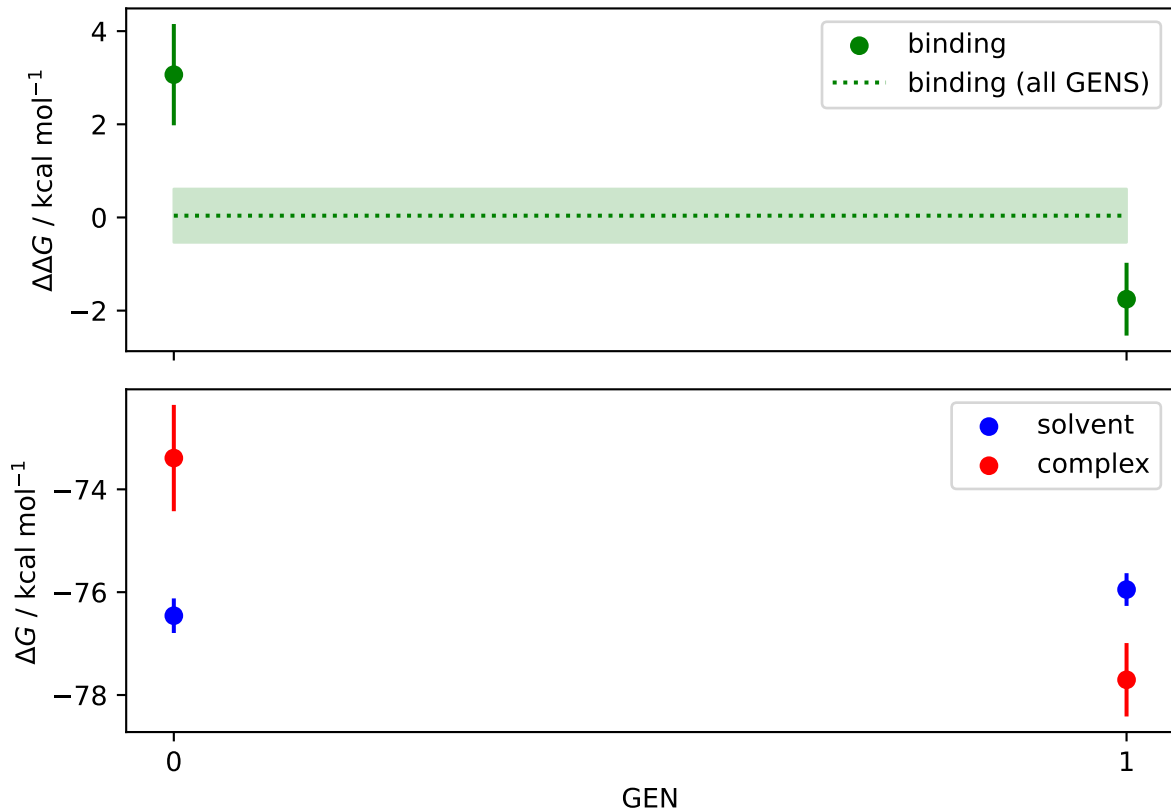 4
2
0
−2
ΔΔG / kcal mol⁻¹
binding
binding (all GENS)
−74
−76
−78
ΔG / kcal mol⁻¹
solvent
complex
0
1
GEN